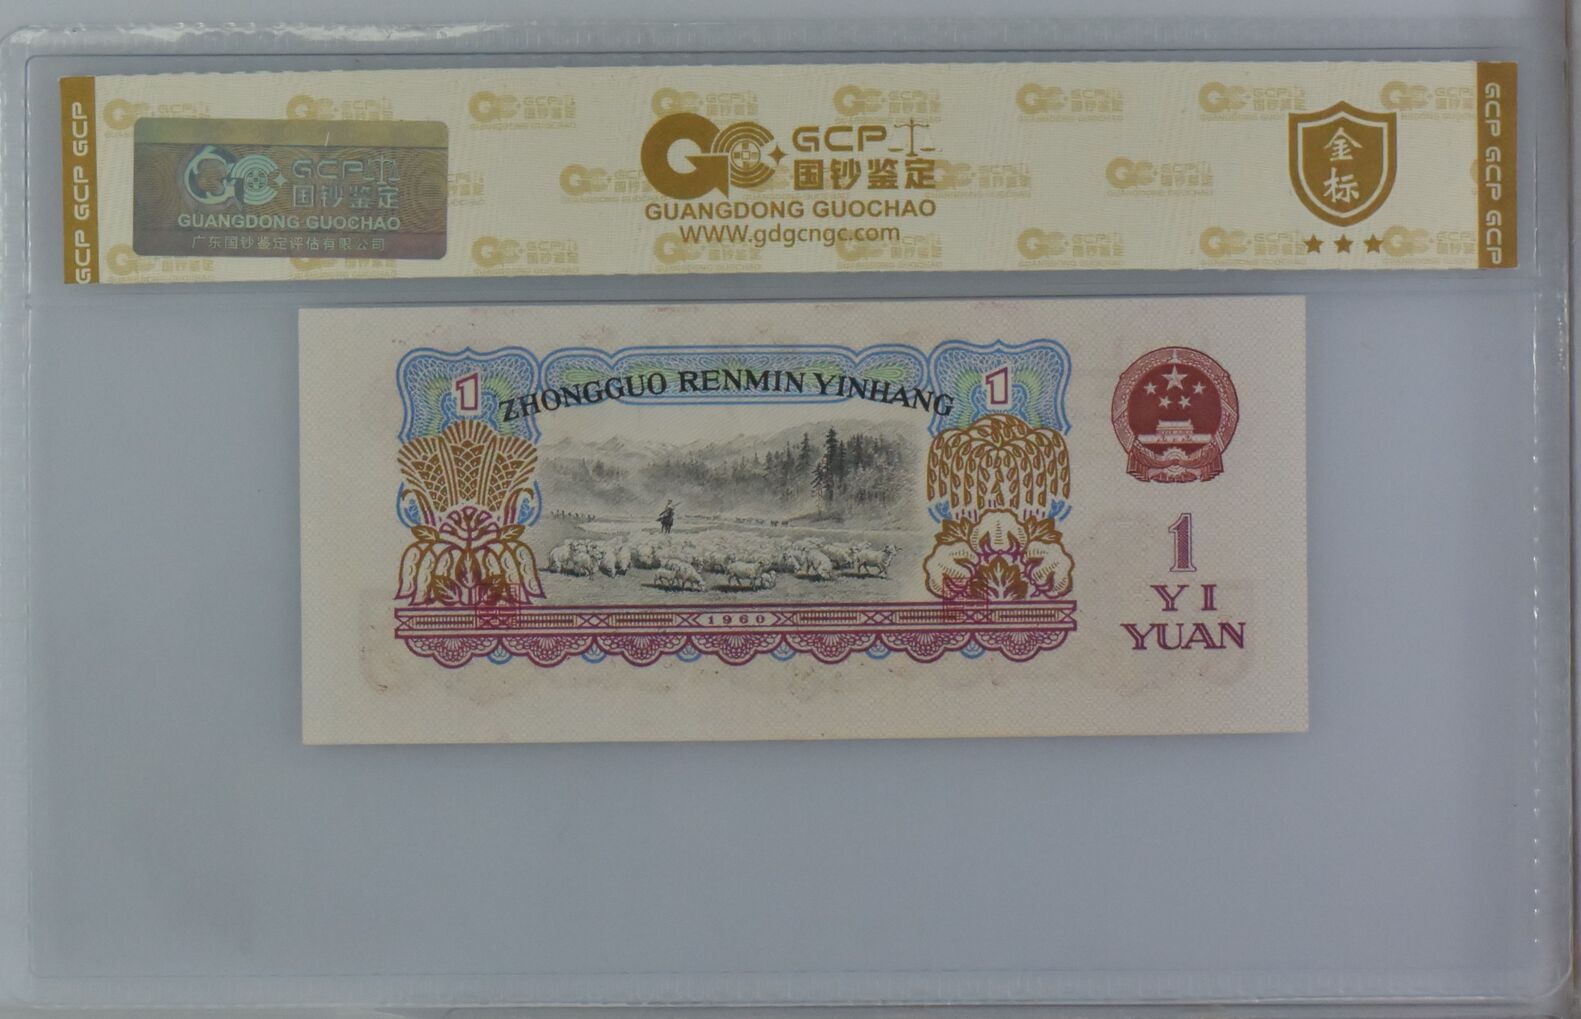 GCP GCP GCP
GCP
国钞鉴定
GUANGDONG GUOCHAO
广东国钞鉴定评估有限公司
GCP
国钞鉴定
GUANGDONG GUOCHAO
WWW.gdgcngc.com
金标
GCP GCP GCP
1
ZHONGGUO RENMIN YINHANG
1
1960
1
YI
YUAN